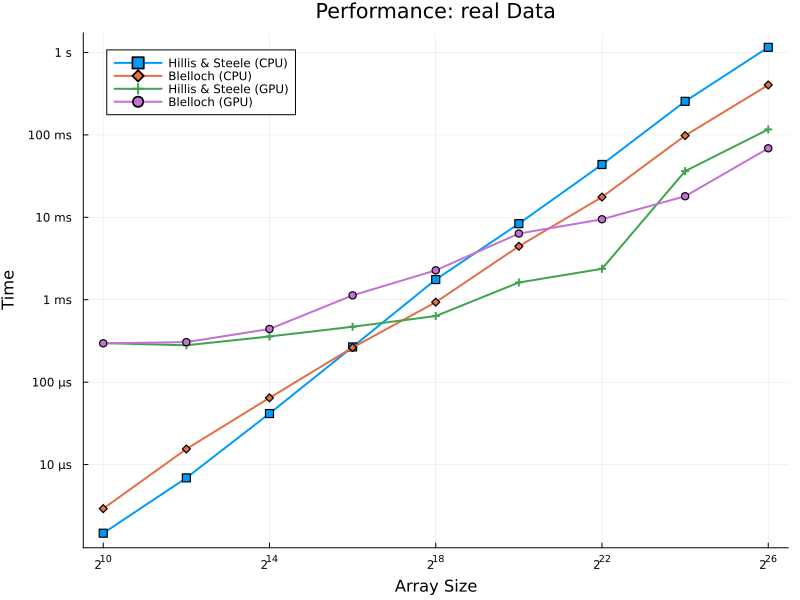 Performance: real Data
Hillis & Steele (CPU)
Blelloch (CPU)
Hillis & Steele (GPU)
Blelloch (GPU)
1 s
100 ms
10 ms
1 ms
100 μs
10 μs
Time
2^10 2^14 2^18 2^22 2^26
Array Size